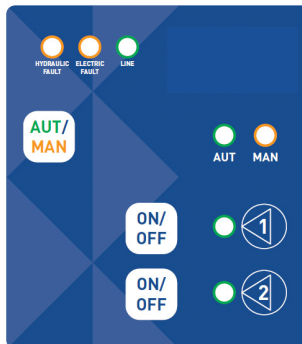 HYDRAULIC
FAULT
ELECTRIC
FAULT
LINE
AUT/
MAN
AUT
MAN
ON/
OFF
1
ON/
OFF
2